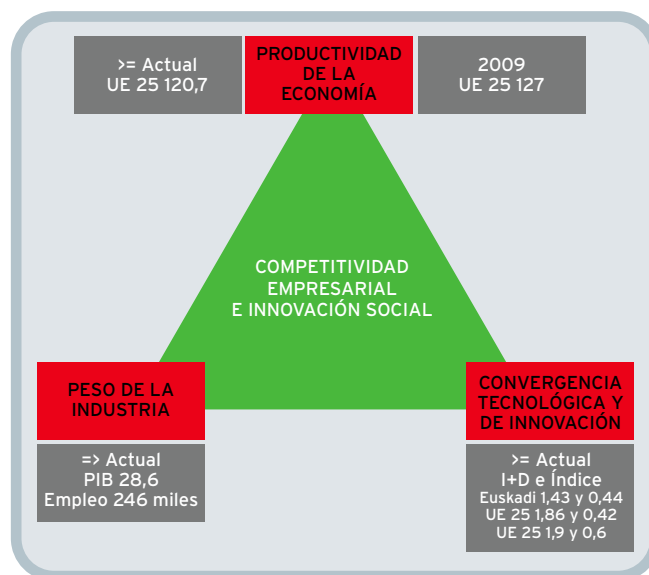 >= Actual
UE 25 120,7
PRODUCTIVIDAD
DE LA
ECONOMÍA
2009
UE 25 127
COMPETITIVIDAD
EMPRESARIAL
E INNOVACIÓN SOCIAL
PESO DE LA
INDUSTRIA
=> Actual
PIB 28,6
Empleo 246 miles
CONVERGENCIA
TECNOLÓGICA Y
DE INNOVACIÓN
>= Actual
I+D e Índice
Euskadi 1,43 y 0,44
UE 25 1,86 y 0,42
UE 25 1,9 y 0,6